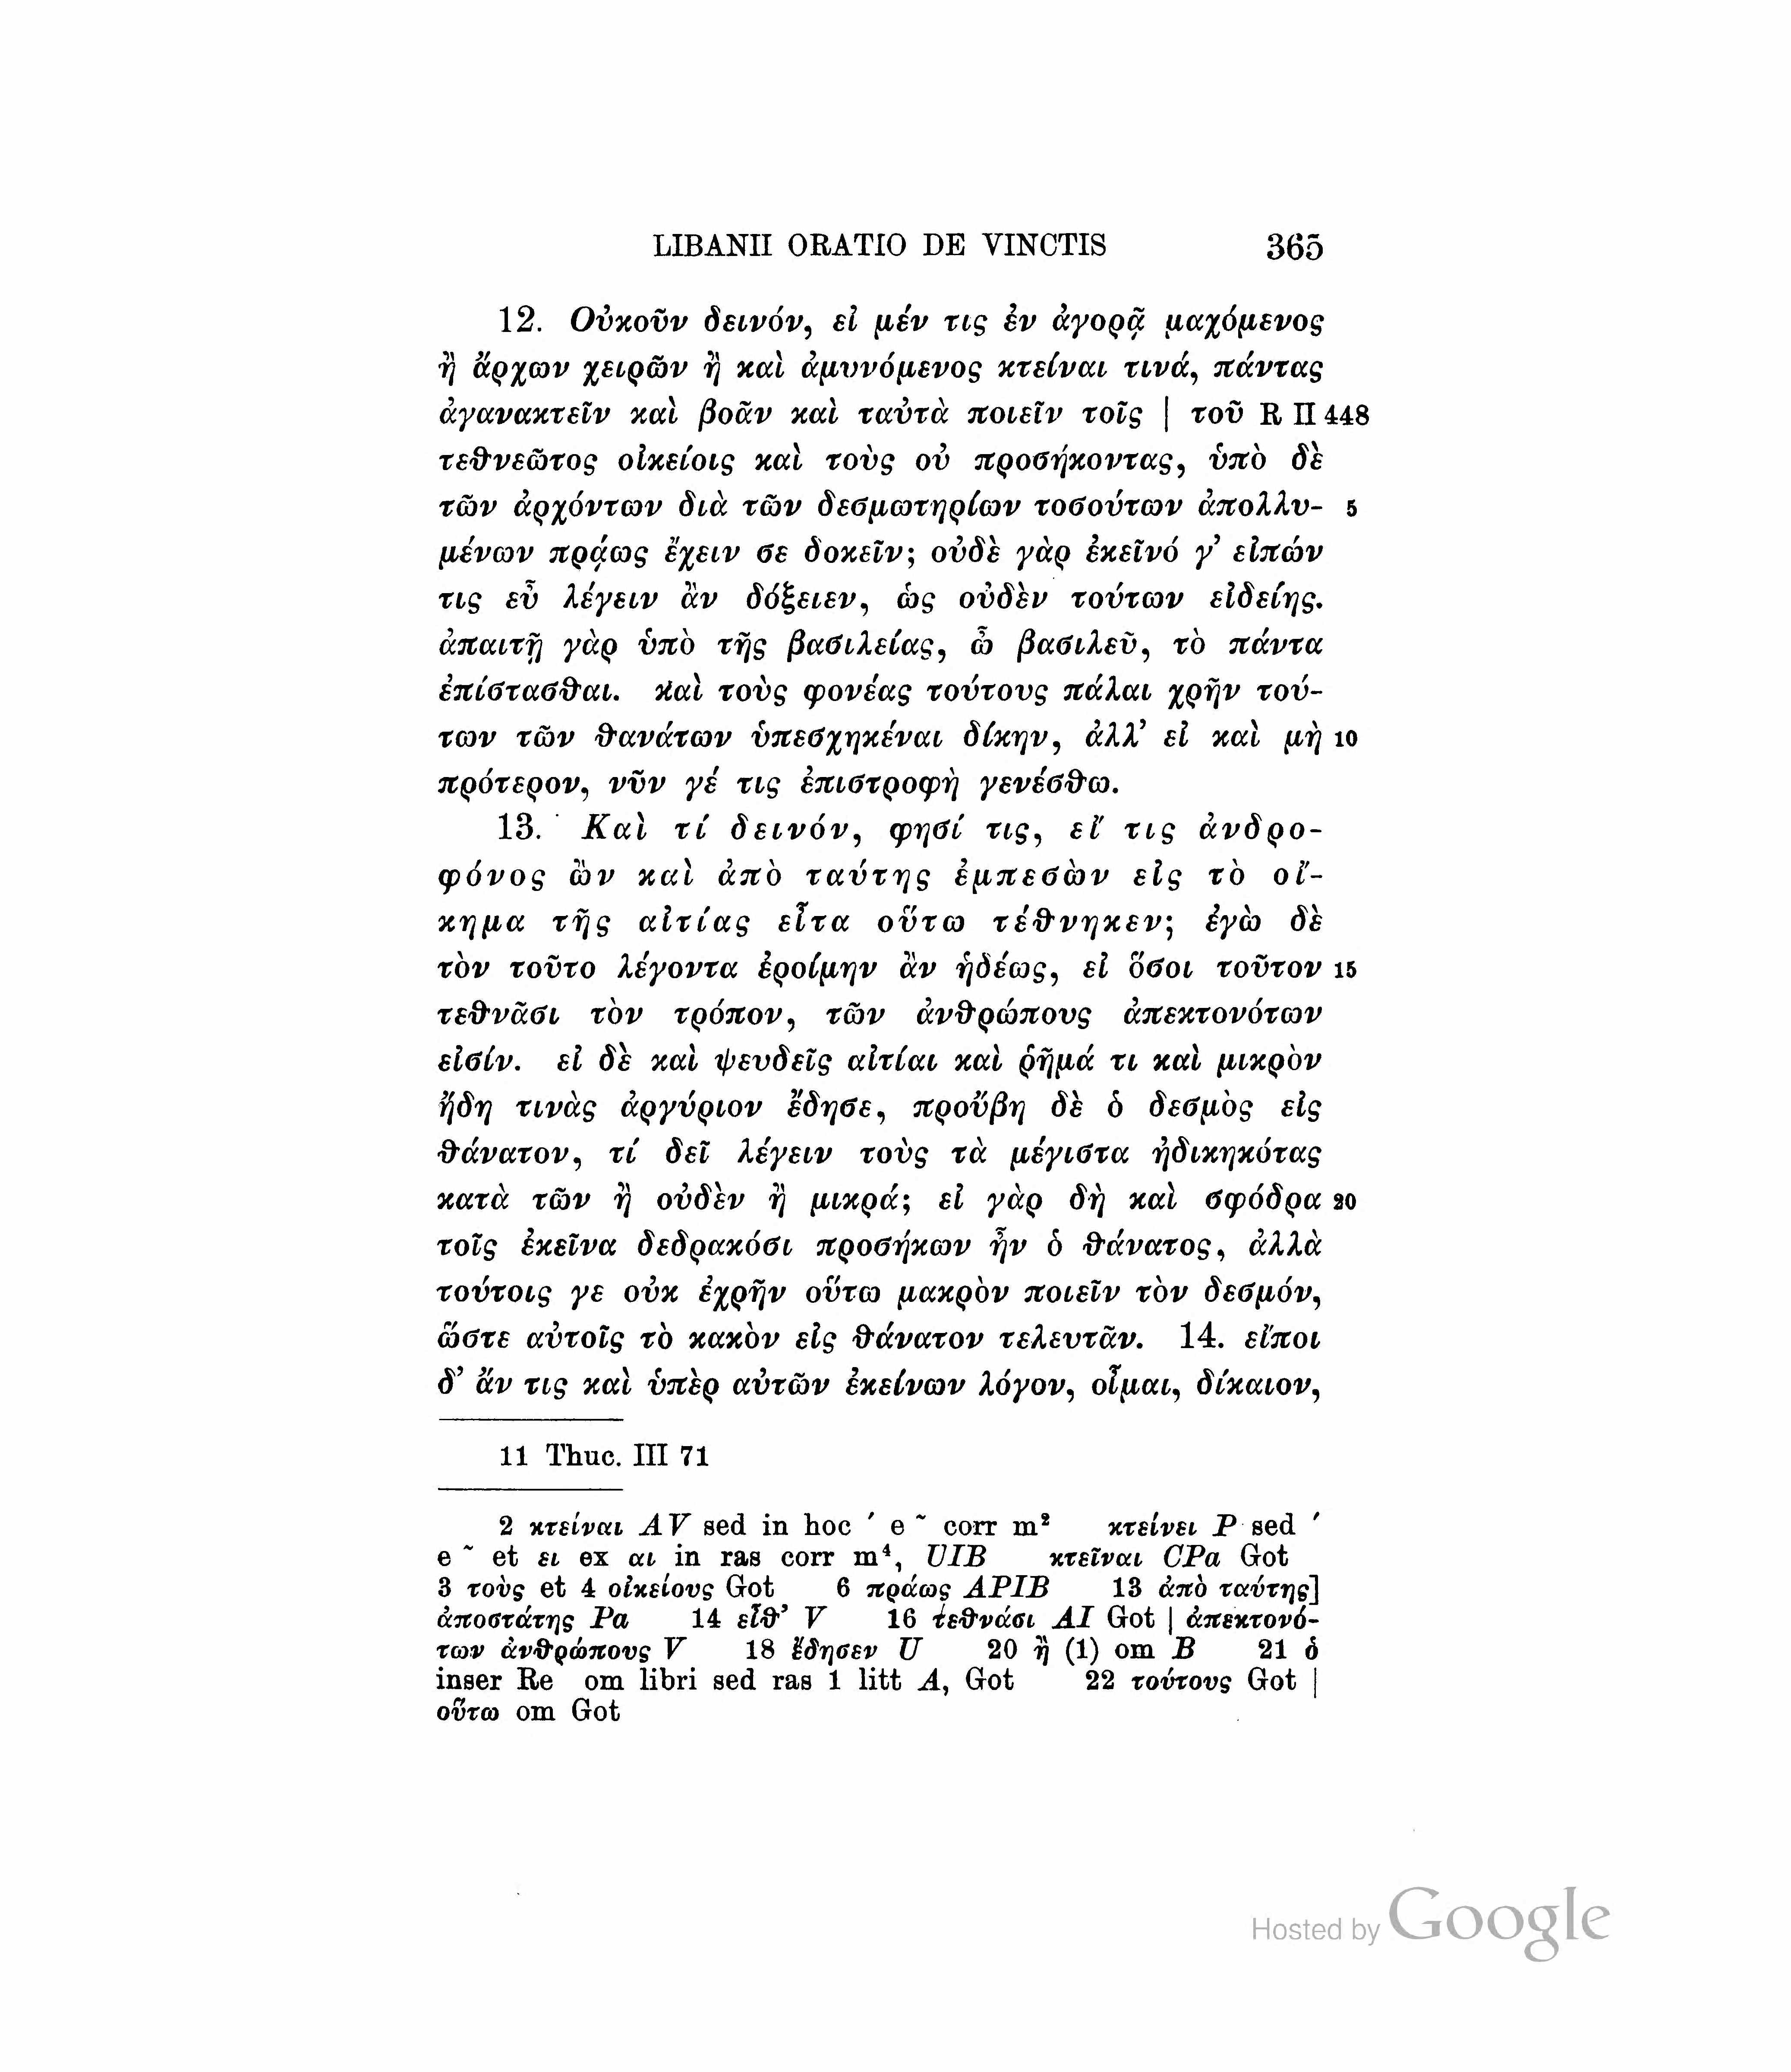 LIBANII ORATIO DE VINCTIS 365
12. Οὐκοῦν δεινόν, εἰ μέν τις ἐν ἀγορᾷ μαχόμενος
ἢ ἄρχων χειρῶν ἢ καὶ ἀμυνόμενος κτείναι τινά, πάντας
ἀγανακτεῖν καὶ βοᾶν καὶ ταὐτὰ ποιεῖν τοῖς | τοῦ R II 448
τεθνεῶτος οἰκείοις καὶ τοὺς οὐ προσήκοντας, ὑπὸ δὲ
τῶν ἀρχόντων διὰ τῶν δεσμωτηρίων τοσούτων ἀπολλυ- 5
μένων πρᾴως ἔχειν σε δοκεῖν; οὐδὲ γὰρ ἐκεῖνό γ’ εἰπών
τις εὖ λέγειν ἂν δόξειεν, ὡς οὐδὲν τούτων εἰδείης.
ἀπαιτῇ γὰρ ὑπὸ τῆς βασιλείας, ὦ βασιλεῦ, τὸ πάντα
ἐπίστασθαι. καὶ τοὺς φονέας τούτους πάλαι χρῆν τού-
των τῶν θανάτων ὑπεσχηκέναι δίκην, ἀλλ’ εἰ καὶ μὴ 10
πρότερον, νῦν γέ τις ἐπιστροφὴ γενέσθω.
13. Καὶ τί δεινόν, φησί τις, εἴ τις ἀνδρο-
φόνος ὢν καὶ ἀπὸ ταύτης ἐμπεσὼν εἰς τὸ οἴ-
κημα τῆς αἰτίας εἶτα οὕτω τέθνηκεν; ἐγὼ δὲ
τὸν τοῦτο λέγοντα ἐροίμην ἂν ἡδέως, εἰ ὅσοι τοῦτον 15
τεθνᾶσι τὸν τρόπον, τῶν ἀνθρώπους ἀπεκτονότων
εἰσίν. εἰ δὲ καὶ ψευδεῖς αἰτίαι καὶ ῥῆμά τι καὶ μικρὸν
ἤδη τινὰς ἀργύριον ἔδησε, προὔβη δὲ ὁ δεσμὸς εἰς
θάνατον, τί δεῖ λέγειν τοὺς τὰ μέγιστα ἠδικηκότας
κατὰ τῶν ἢ οὐδὲν ἢ μικρά; εἰ γὰρ δὴ καὶ σφόδρα 20
τοῖς ἐκεῖνα δεδρακόσι προσήκων ἦν ὁ θάνατος, ἀλλὰ
τούτοις γε οὐκ ἐχρῆν οὕτω μακρὸν ποιεῖν τὸν δεσμόν,
ὥστε αὐτοῖς τὸ κακὸν εἰς θάνατον τελευτᾶν. 14. εἴποι
δ’ ἄν τις καὶ ὑπὲρ αὐτῶν ἐκείνων λόγον, οἶμαι, δίκαιον,
11 Thuc. III 71
2 κτείναι AV sed in hoc ´ e ῀ corr m² κτείνει P sed ´
e ῀ et ει ex αι in ras corr m⁴, UIB κτεῖναι CPa Got
3 τοὺς et 4 οἰκείους Got 6 πράως APIB 13 ἀπὸ ταύτης]
ἀποστάτης Pa 14 εἶθ’ V 16 τεθνάσι AI Got | ἀπεκτονό-
των ἀνθρώπους V 18 ἔδησεν U 20 ἢ (1) om B 21 ὁ
inser Re om libri sed ras 1 litt A, Got 22 τούτους Got |
οὕτω om Got
Hosted by Google